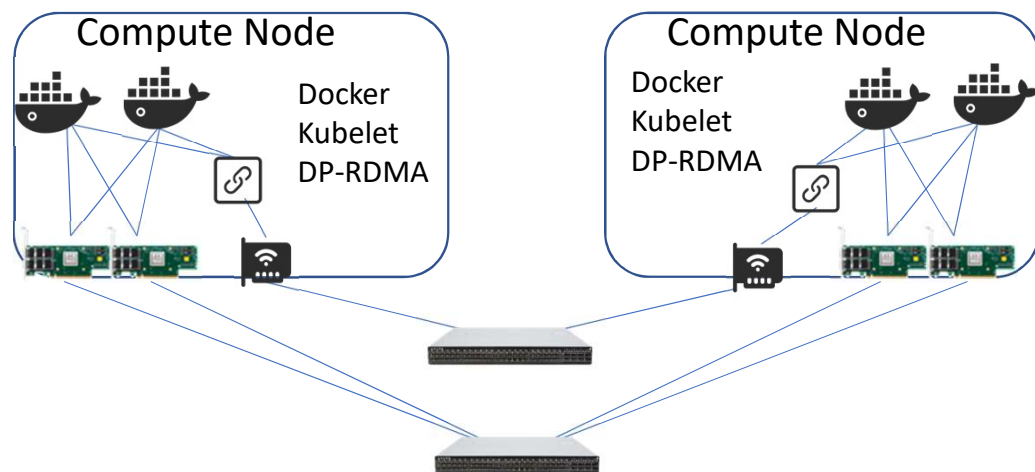 Compute Node
Docker
Kubelet
DP-RDMA
Compute Node
Docker
Kubelet
DP-RDMA